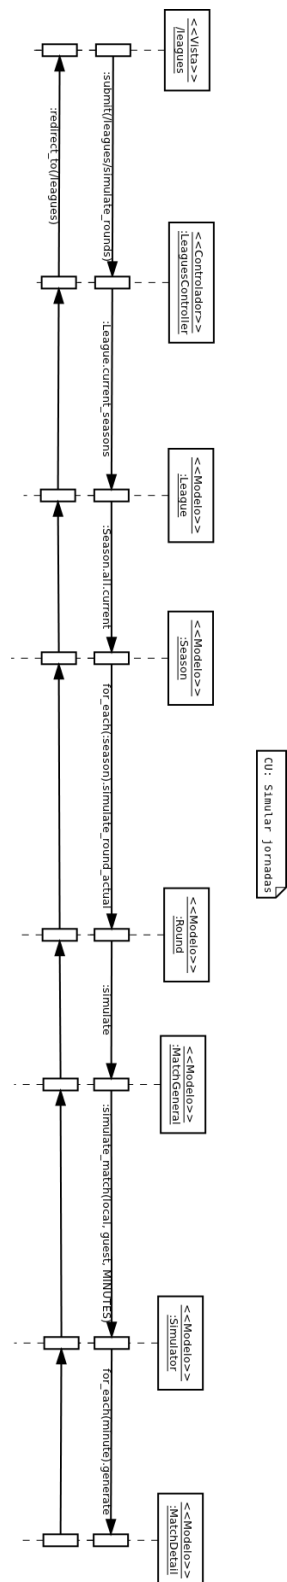 CU: Simular jornadas
<<Vista>>
/leagues
<<Controlador>>
:LeaguesController
<<Modelo>>
:League
<<Modelo>>
:Season
<<Modelo>>
:Round
<<Modelo>>
:MatchGeneral
<<Modelo>>
:Simulator
<<Modelo>>
:MatchDetail
:submit(/leagues/simulate_rounds)
:League.current_seasons
:Season.all.current
for_each(:season).simulate_round_actual
:simulate
:simulate_match(local, guest, MINUTES)
for_each(minute).generate
:redirect_to(/leagues)